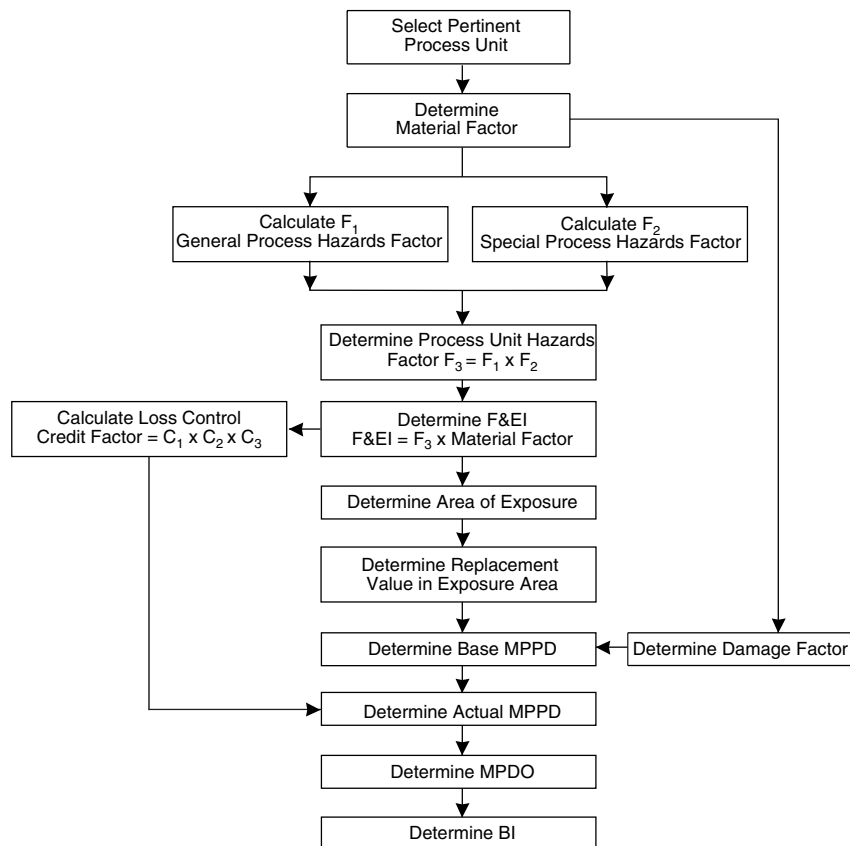 Select Pertinent
Process Unit
Determine
Material Factor
Calculate F₁
General Process Hazards Factor
Calculate F₂
Special Process Hazards Factor
Determine Process Unit Hazards
Factor F₃ = F₁ x F₂
Calculate Loss Control
Credit Factor = C₁ x C₂ x C₃
Determine F&EI
F&EI = F₃ x Material Factor
Determine Area of Exposure
Determine Replacement
Value in Exposure Area
Determine Base MPPD
Determine Damage Factor
Determine Actual MPPD
Determine MPDO
Determine BI